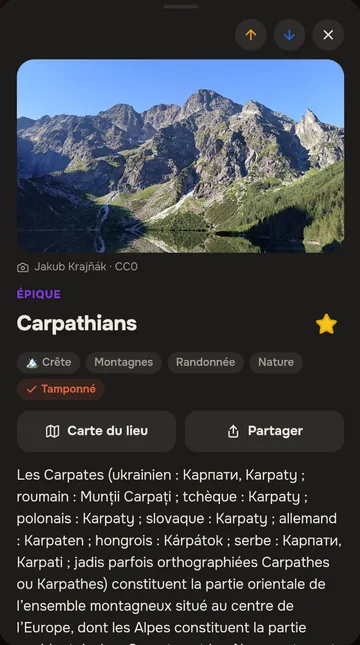 Jakub Krajňák · CC0
ÉPIQUE
Carpathians
Crête Montagnes Randonnée Nature
Tamponné
Carte du lieu Partager
Les Carpates (ukrainien : Карпати, Karpaty ;
roumain : Munții Carpați ; tchèque : Karpaty ;
polonais : Karpaty ; slovaque : Karpaty ; allemand
: Karpaten ; hongrois : Kárpátok ; serbe : Карпати,
Karpati ; jadis parfois orthographiées Carpathes
ou Karpathes) constituent la partie orientale de
l’ensemble montagneux situé au centre de
l’Europe, dont les Alpes constituent la partie